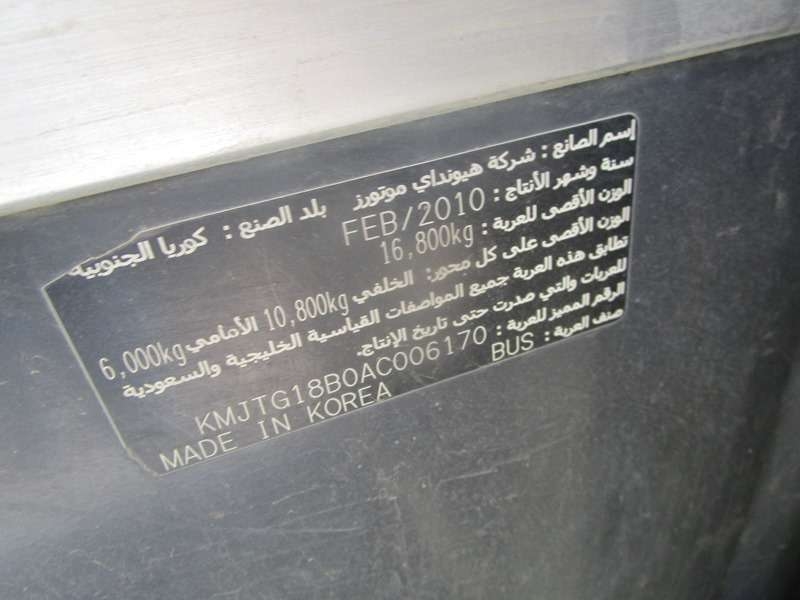 إسم الصانع : شركة هيونداي موتورز بلد الصنع : كوريا الجنوبية
سنة وشهر الأنتاج : FEB/2010
الوزن الأقصى للعربة : 16,800kg
الوزن الأقصى على كل محور: الخلفي 10,800kg الأمامي 6,000kg
تطابق هذه العربة جميع المواصفات القياسية الخليجية والسعودية
للعربات والتي صدرت حتى تاريخ الإنتاج.
الرقم المميز للعربة : KMJTG18B0AC006170
صنف العربة : BUS
MADE IN KOREA